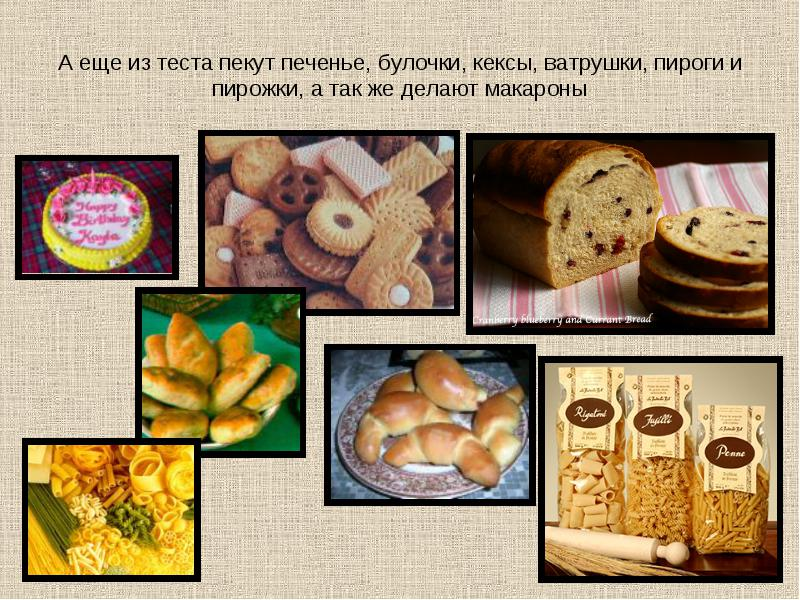 А еще из теста пекут печенье, булочки, кексы, ватрушки, пироги и
пирожки, а так же делают макароны
Happy
Birthday
Kayla
Cranberry blueberry and Currant Bread
Rigatoni
Fusilli
Penne